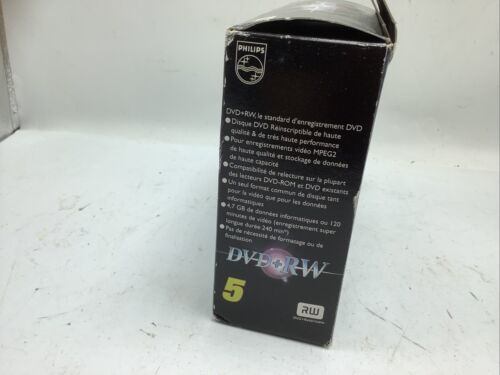 PHILIPS
DVD+RW, le standard d'enregistrement DVD
● Disque DVD Réinscriptible de haute
qualité & de très haute performance
● Pour enregistrements vidéo MPEG2
de haute qualité et stockage de données
de haute capacité
● Compatibilité de relecture sur la plupart
des lecteurs DVD-ROM et DVD existants
● Un seul format commun de disque tant
pour la vidéo que pour les données
informatiques
● 4,7 GB de données informatiques ou 120
minutes de vidéo (enregistrement super
longue durée 240 min*)
● Pas de nécessité de formatage ou de
finalisation
DVD+RW
5
RW